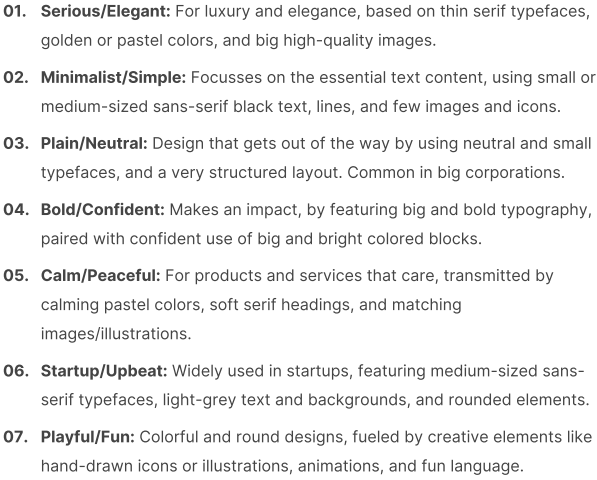 01. Serious/Elegant: For luxury and elegance, based on thin serif typefaces,
golden or pastel colors, and big high-quality images.
02. Minimalist/Simple: Focusses on the essential text content, using small or
medium-sized sans-serif black text, lines, and few images and icons.
03. Plain/Neutral: Design that gets out of the way by using neutral and small
typefaces, and a very structured layout. Common in big corporations.
04. Bold/Confident: Makes an impact, by featuring big and bold typography,
paired with confident use of big and bright colored blocks.
05. Calm/Peaceful: For products and services that care, transmitted by
calming pastel colors, soft serif headings, and matching
images/illustrations.
06. Startup/Upbeat: Widely used in startups, featuring medium-sized sans-
serif typefaces, light-grey text and backgrounds, and rounded elements.
07. Playful/Fun: Colorful and round designs, fueled by creative elements like
hand-drawn icons or illustrations, animations, and fun language.